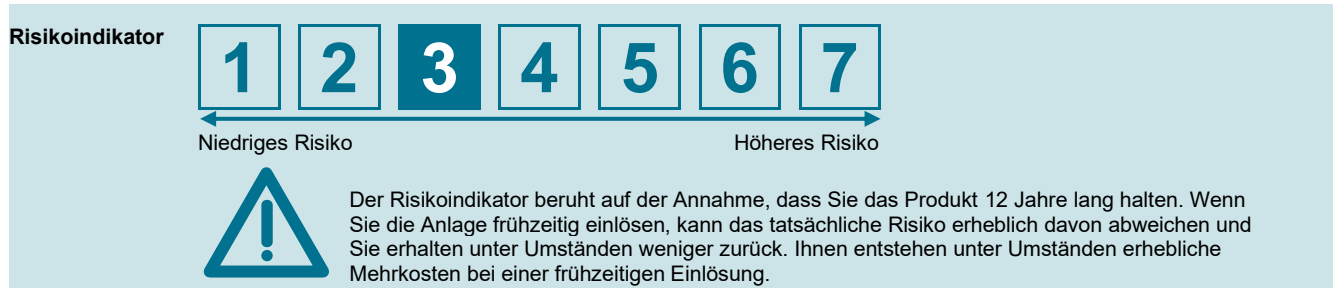 Risikoindikator
1 2 3 4 5 6 7
Niedriges Risiko Höheres Risiko
Der Risikoindikator beruht auf der Annahme, dass Sie das Produkt 12 Jahre lang halten. Wenn
Sie die Anlage frühzeitig einlösen, kann das tatsächliche Risiko erheblich davon abweichen und
Sie erhalten unter Umständen weniger zurück. Ihnen entstehen unter Umständen erhebliche
Mehrkosten bei einer frühzeitigen Einlösung.